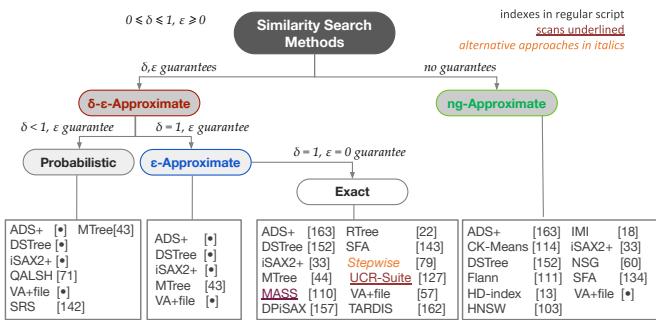 0 ≤ δ ≤ 1, ε ≥ 0
Similarity Search
Methods
indexes in regular script
scans underlined
alternative approaches in italics
δ,ε guarantees
no guarantees
δ-ε-Approximate
ng-Approximate
δ < 1, ε guarantee
δ = 1, ε guarantee
Probabilistic
ε-Approximate
δ = 1, ε = 0 guarantee
Exact
ADS+ [•] MTree[43]
DSTree [•]
iSAX2+ [•]
QALSH [71]
VA+file [•]
SRS [142]
ADS+ [•]
DSTree [•]
iSAX2+ [•]
MTree [43]
VA+file [•]
ADS+ [163] RTree [22]
DSTree [152] SFA [143]
iSAX2+ [33] Stepwise [79]
MTree [44] UCR-Suite [127]
MASS [110] VA+file [57]
DPiSAX [157] TARDIS [162]
ADS+ [163] IMI [18]
CK-Means [114] iSAX2+ [33]
DSTree [152] NSG [60]
Flann [111] SFA [134]
HD-index [13] VA+file [•]
HNSW [103]